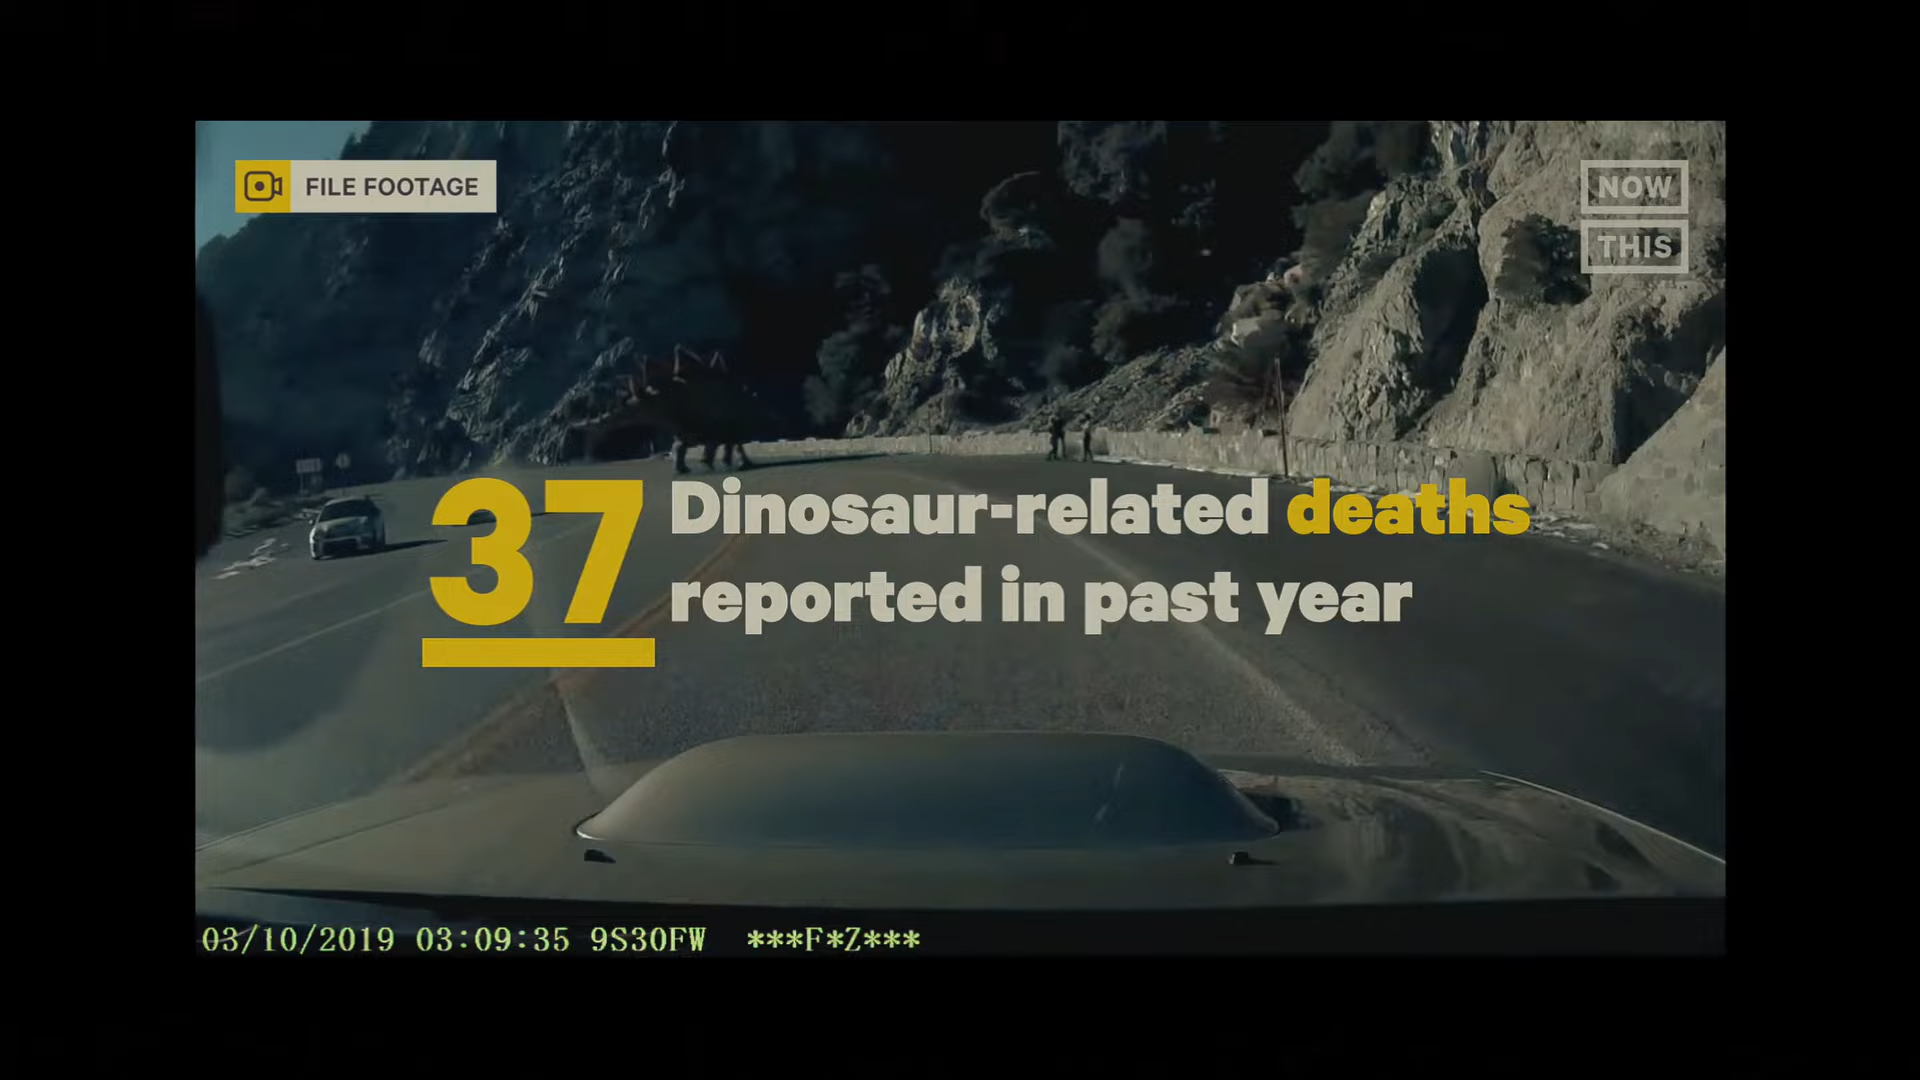 FILE FOOTAGE
NOW
THIS
37
Dinosaur-related deaths
reported in past year
03/10/2019 03:09:35 9S30FW ***F*Z***